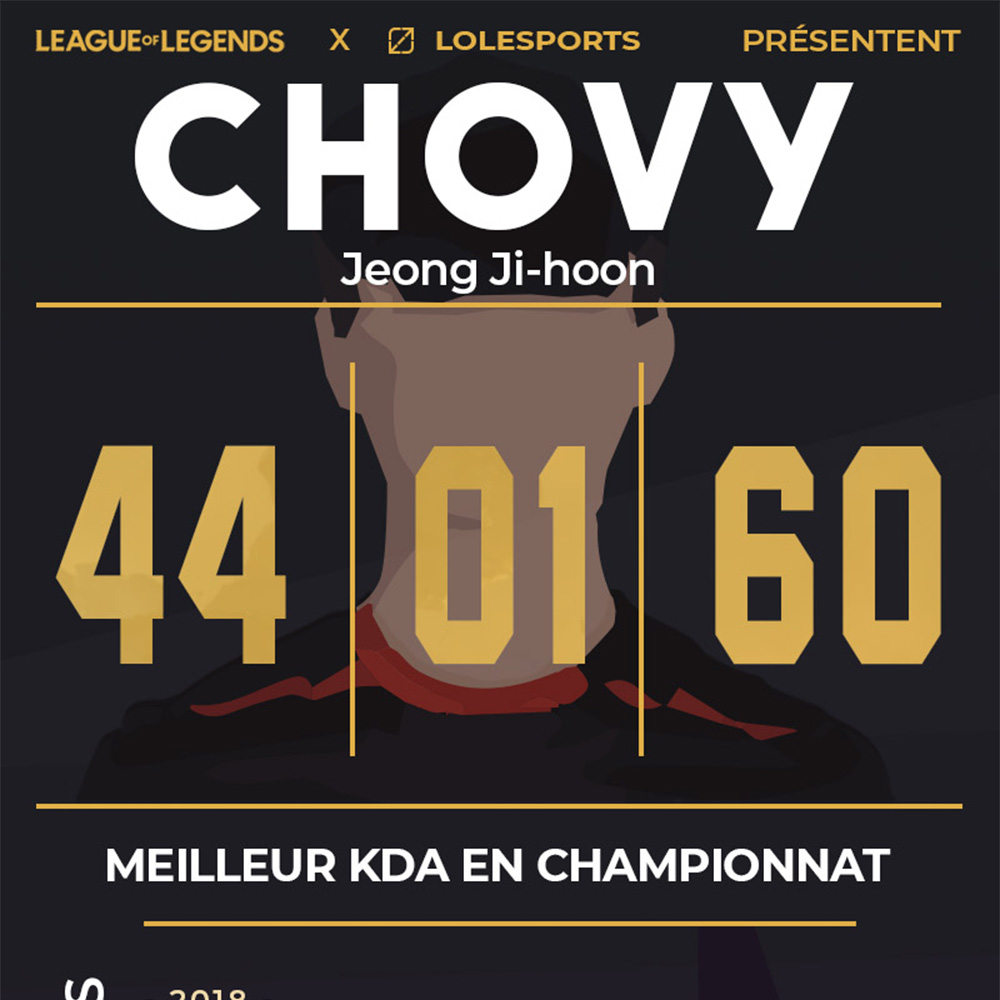 LEAGUE OF LEGENDS X LOLESPORTS PRÉSENTENT
CHOVY
Jeong Ji-hoon
44 01 60
MEILLEUR KDA EN CHAMPIONNAT
2018